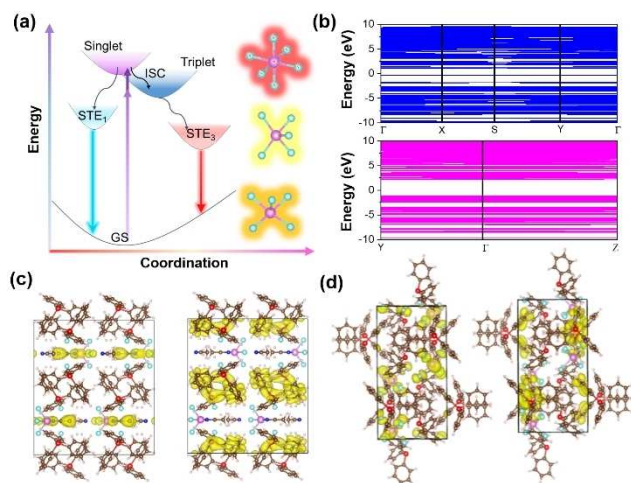 (a)
Singlet
ISC
Triplet
STE1
STE3
GS
Energy
Coordination
(b)
Energy (eV)
10
5
0
-5
-10
Γ X S Y Γ
Energy (eV)
10
5
0
-5
-10
Y Γ Z
(c)
(d)